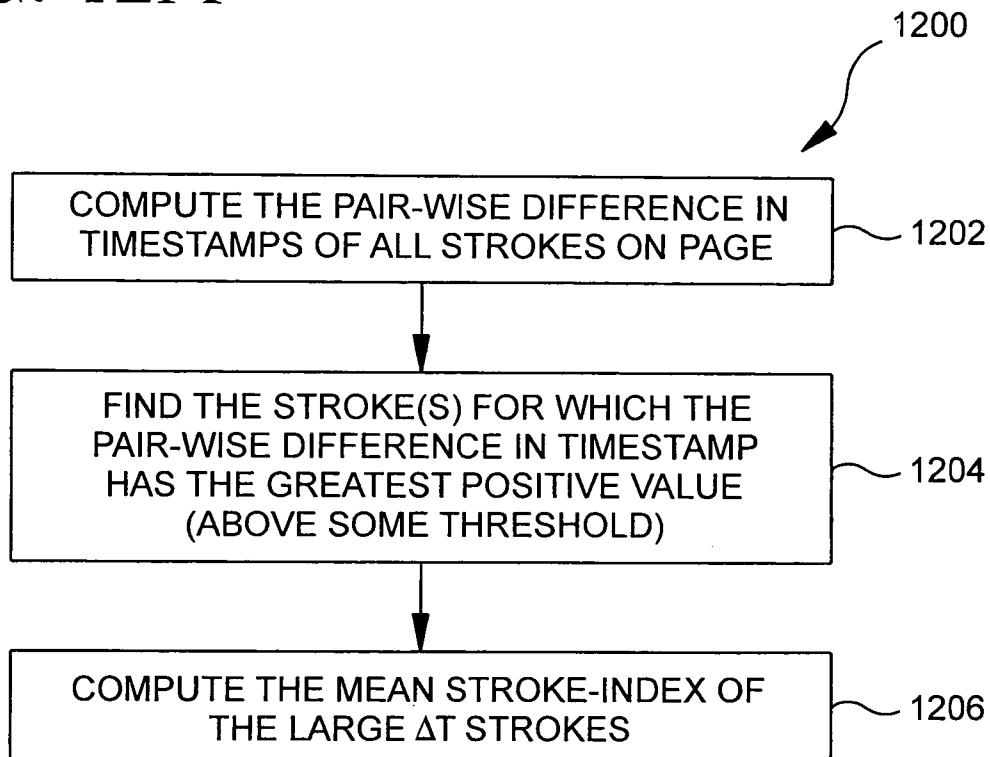 1200
COMPUTE THE PAIR-WISE DIFFERENCE IN
TIMESTAMPS OF ALL STROKES ON PAGE
1202
FIND THE STROKE(S) FOR WHICH THE
PAIR-WISE DIFFERENCE IN TIMESTAMP
HAS THE GREATEST POSITIVE VALUE
(ABOVE SOME THRESHOLD)
1204
COMPUTE THE MEAN STROKE-INDEX OF
THE LARGE ΔT STROKES
1206